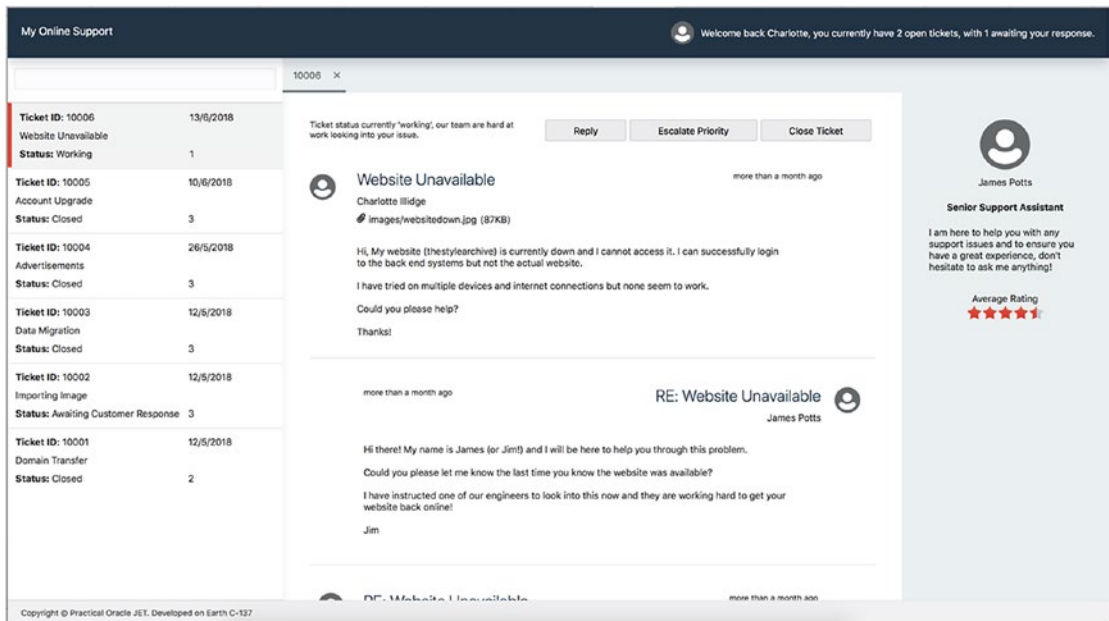 My Online Support
Welcome back Charlotte, you currently have 2 open tickets, with 1 awaiting your response.
Ticket ID: 10006 13/6/2018
Website Unavailable
Status: Working 1
Ticket ID: 10005 10/6/2018
Account Upgrade
Status: Closed 3
Ticket ID: 10004 26/5/2018
Advertisements
Status: Closed 3
Ticket ID: 10003 12/5/2018
Data Migration
Status: Closed 3
Ticket ID: 10002 12/5/2018
Importing Image
Status: Awaiting Customer Response 3
Ticket ID: 10001 12/5/2018
Domain Transfer
Status: Closed 2
10006 ×
Ticket status currently 'working', our team are hard at
work looking into your issue.
Reply Escalate Priority Close Ticket
Website Unavailable more than a month ago
Charlotte Illidge
images/websitedown.jpg (87KB)
Hi, My website (thestylearchive) is currently down and I cannot access it. I can successfully login
to the back end systems but not the actual website.
I have tried on multiple devices and internet connections but none seem to work.
Could you please help?
Thanks!
more than a month ago RE: Website Unavailable
James Potts
Hi there! My name is James (or Jim!) and I will be here to help you through this problem.
Could you please let me know the last time you know the website was available?
I have instructed one of our engineers to look into this now and they are working hard to get your
website back online!
Jim
RE: Website Unavailable more than a month ago
James Potts
Senior Support Assistant
I am here to help you with any
support issues and to ensure you
have a great experience, don't
hesitate to ask me anything!
Average Rating
Copyright © Practical Oracle JET. Developed on Earth C-137